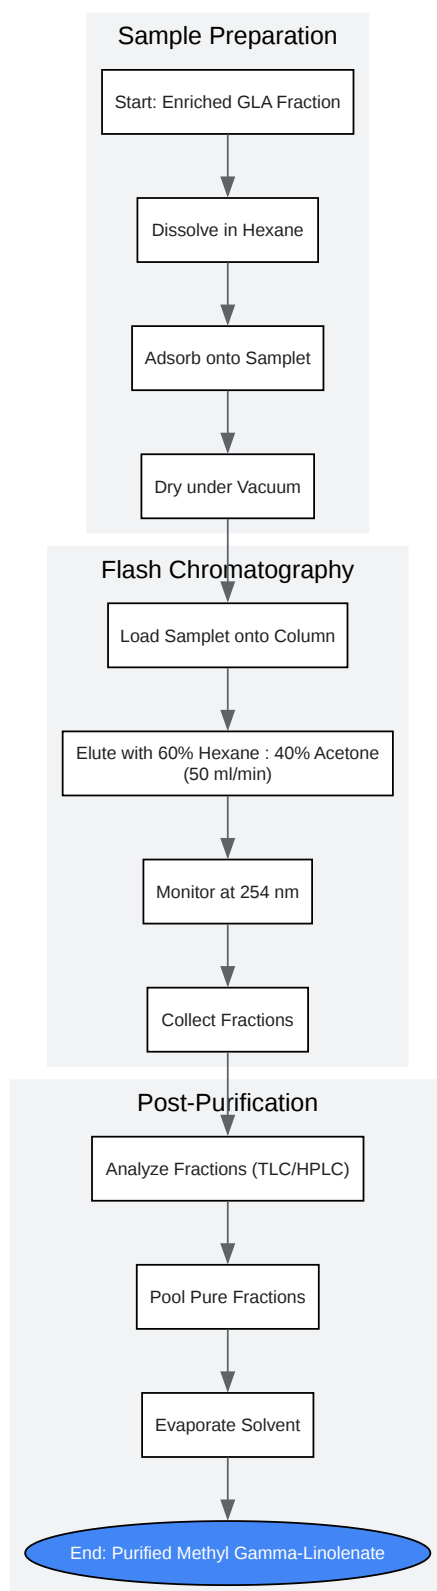 Sample Preparation
Start: Enriched GLA Fraction
Dissolve in Hexane
Adsorb onto Samplet
Dry under Vacuum
Flash Chromatography
Load Samplet onto Column
Elute with 60% Hexane : 40% Acetone
(50 ml/min)
Monitor at 254 nm
Collect Fractions
Post-Purification
Analyze Fractions (TLC/HPLC)
Pool Pure Fractions
Evaporate Solvent
End: Purified Methyl Gamma-Linolenate